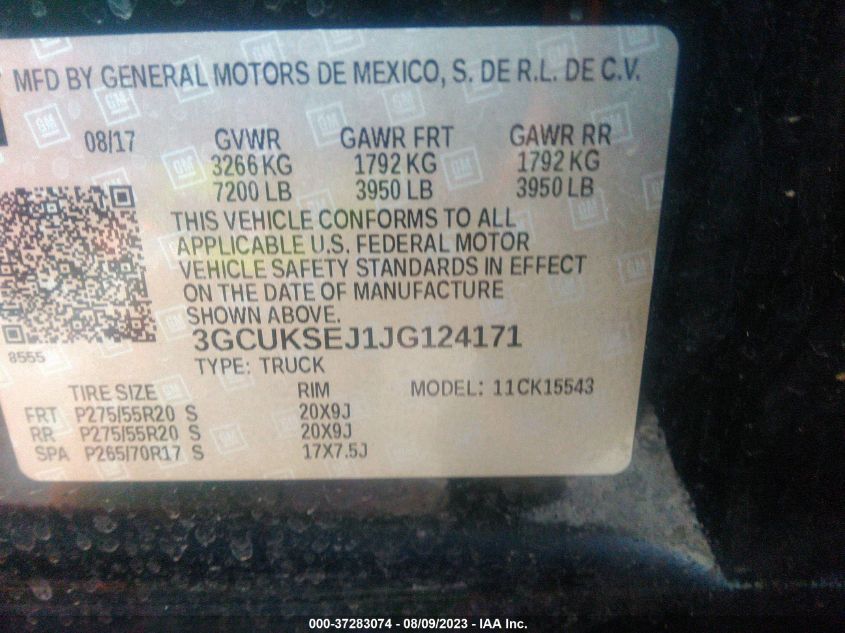 MFD BY GENERAL MOTORS DE MEXICO, S. DE R.L. DE C.V.
08/17 GVWR GAWR FRT GAWR RR
3266 KG 1792 KG 1792 KG
7200 LB 3950 LB 3950 LB
THIS VEHICLE CONFORMS TO ALL
APPLICABLE U.S. FEDERAL MOTOR
VEHICLE SAFETY STANDARDS IN EFFECT
ON THE DATE OF MANUFACTURE
SHOWN ABOVE.
8555
3GCUKSEJ1JG124171
TYPE: TRUCK
TIRE SIZE RIM MODEL: 11CK15543
FRT P275/55R20 S 20X9J
RR P275/55R20 S 20X9J
SPA P265/70R17 S 17X7.5J
000-37283074 - 08/09/2023 - IAA Inc.